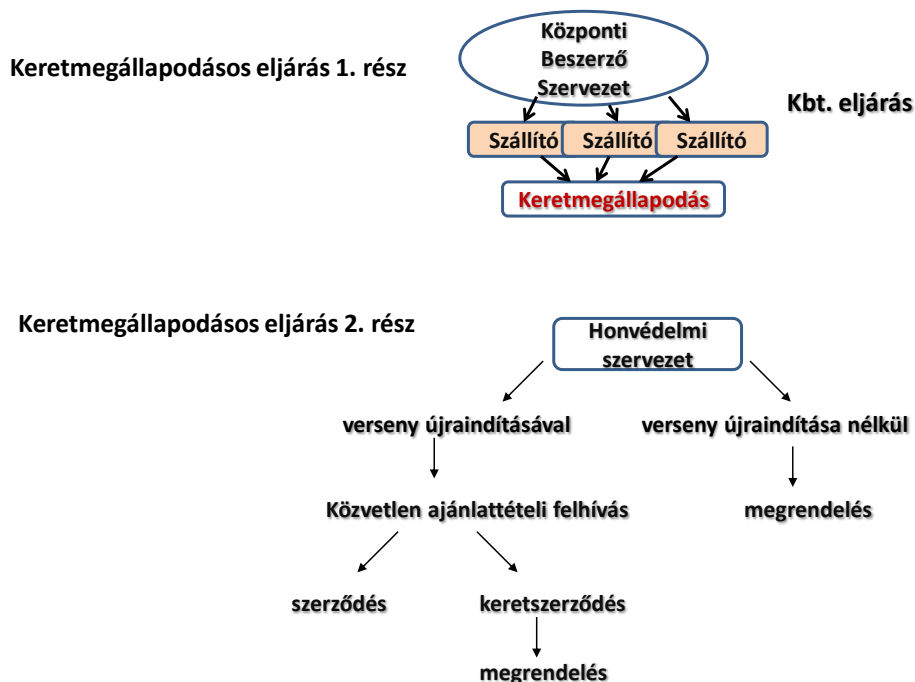 Központi
Beszerző
Szervezet
Keretmegállapodásos eljárás 1. rész
Kbt. eljárás
Szállító
Szállító
Szállító
Keretmegállapodás
Keretmegállapodásos eljárás 2. rész
Honvédelmi
szervezet
verseny újraindításával
verseny újraindítása nélkül
Közvetlen ajánlattételi felhívás
megrendelés
szerződés
keretszerződés
megrendelés